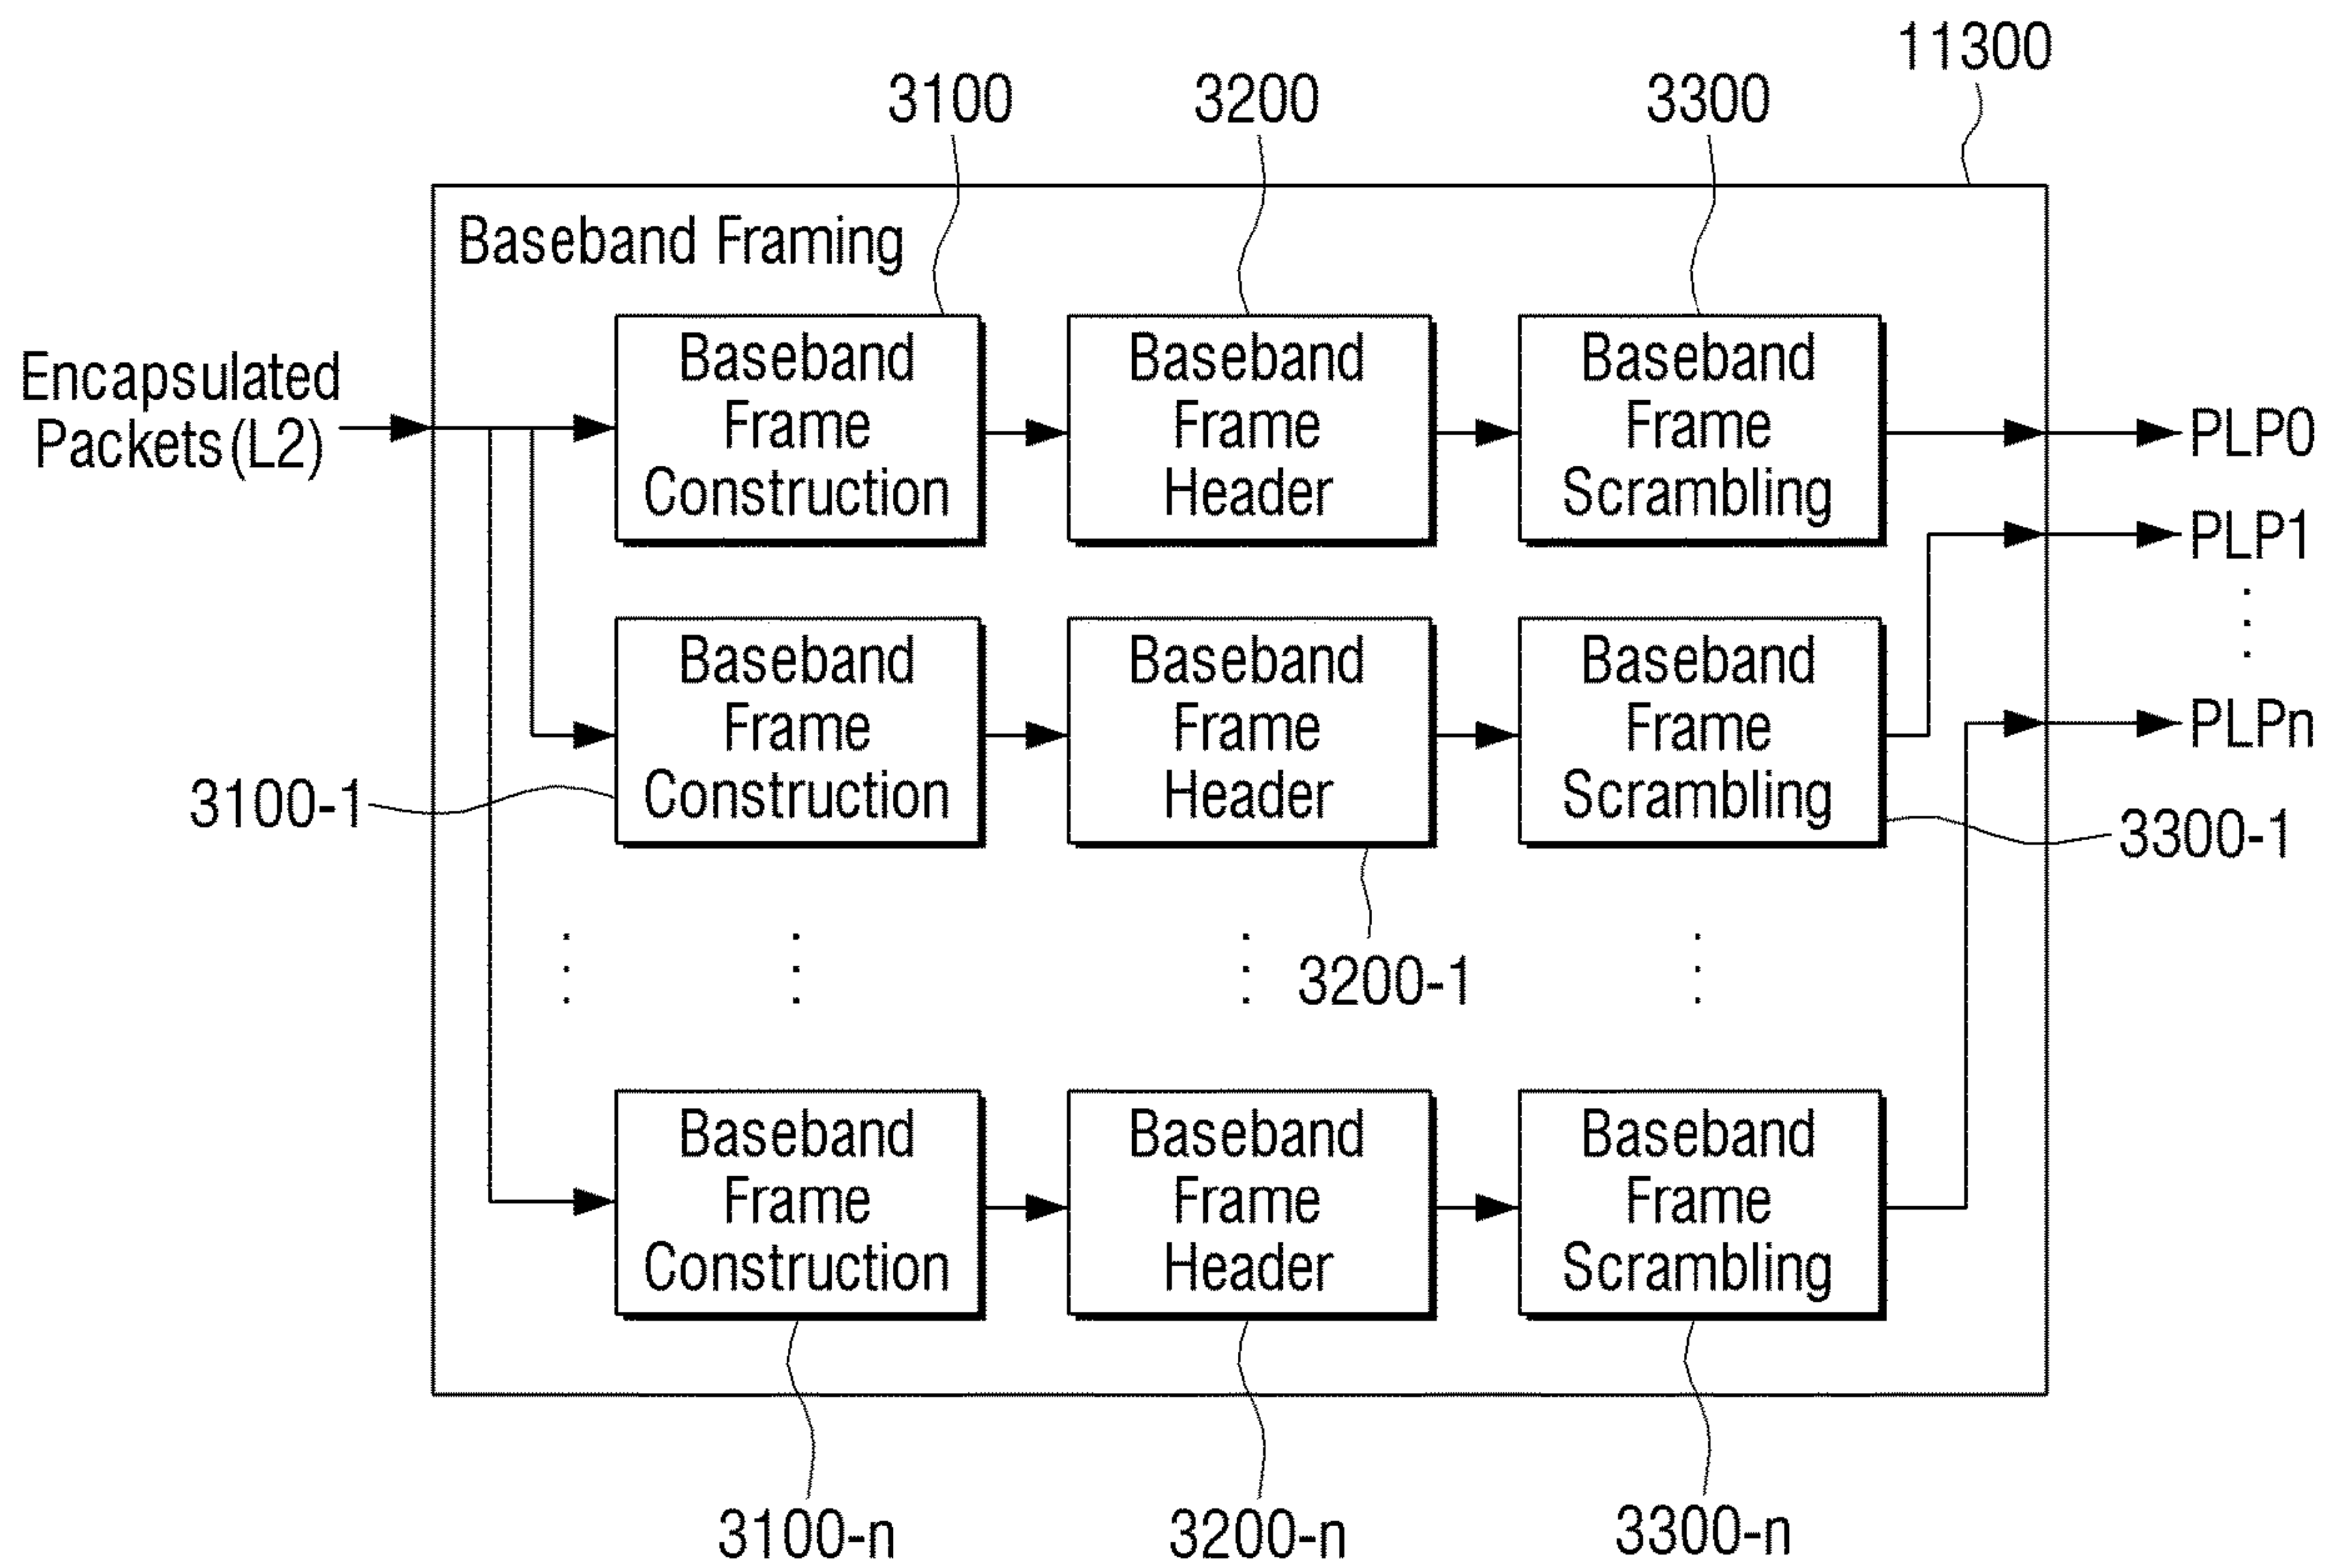 11300
3100
3200
3300
Baseband Framing
Encapsulated
Packets(L2)
Baseband
Frame
Construction
Baseband
Frame
Header
Baseband
Frame
Scrambling
PLP0
PLP1
PLPn
Baseband
Frame
Construction
Baseband
Frame
Header
Baseband
Frame
Scrambling
3100-1
3300-1
3200-1
Baseband
Frame
Construction
Baseband
Frame
Header
Baseband
Frame
Scrambling
3100-n
3200-n
3300-n